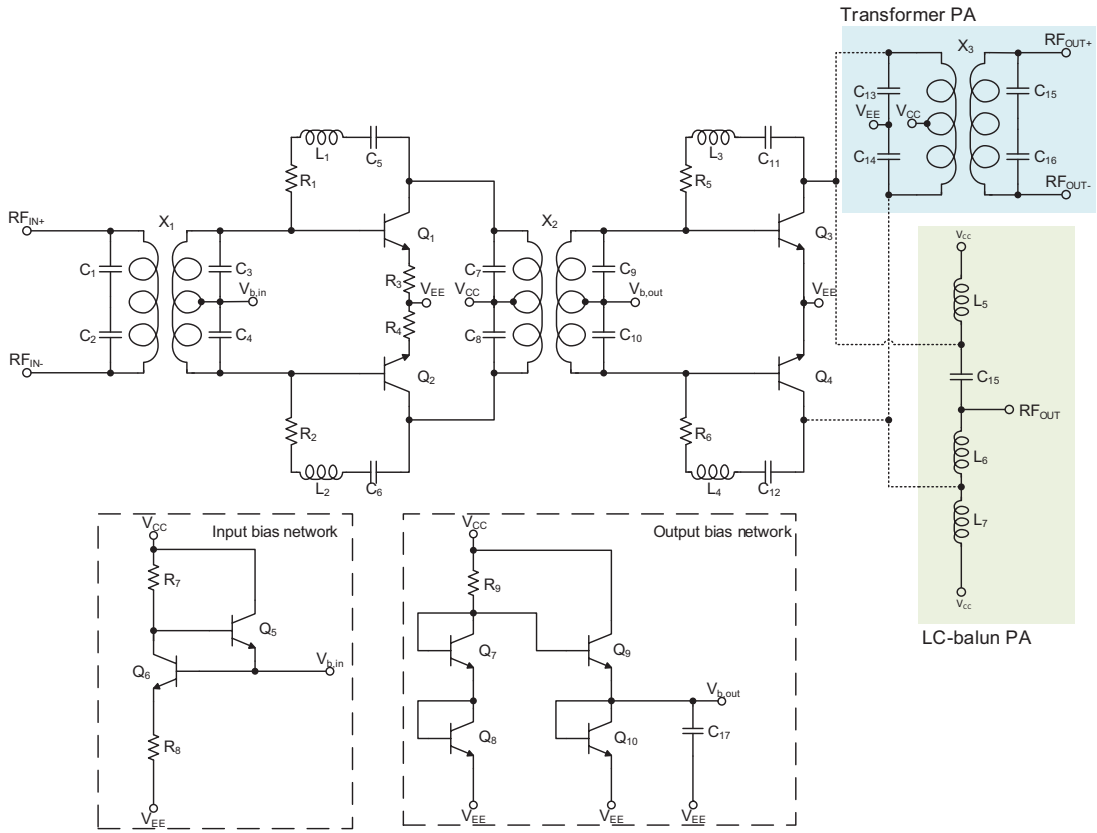 Transformer PA
X3
RFOUT+
C13
C15
VEE
VCC
C14
C16
RFOUT-
L1
C5
R1
L3
C11
R5
RFIN+
X1
Q1
X2
Q3
C1
C3
R3
C7
C9
Vb,in
VEE
VCC
Vb,out
VEE
C2
C4
R4
C8
C10
RFIN-
Q2
Q4
R2
R6
L2
C6
L4
C12
VCC
L5
C15
RFOUT
L6
L7
VCC
LC-balun PA
VCC
Input bias network
R7
Q5
Q6
Vb,in
R8
VEE
VCC
Output bias network
R9
Q7
Q9
Vb,out
Q8
Q10
C17
VEE
VEE
VEE